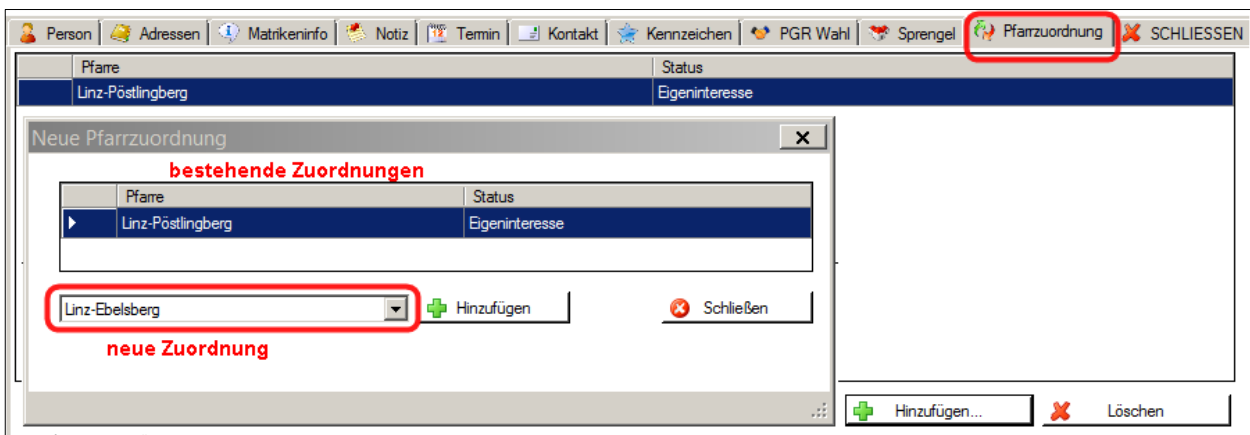 Person Adressen Matrikeninfo Notiz Termin Kontakt Kennzeichen PGR Wahl Sprengel Pfarrzuordnung SCHLIESSEN
Pfarre Status
Linz-Pöstlingberg Eigeninteresse
Neue Pfarrzuordnung
bestehende Zuordnungen
Pfarre Status
Linz-Pöstlingberg Eigeninteresse
Linz-Ebelsberg Hinzufügen Schließen
neue Zuordnung
Hinzufügen... Löschen